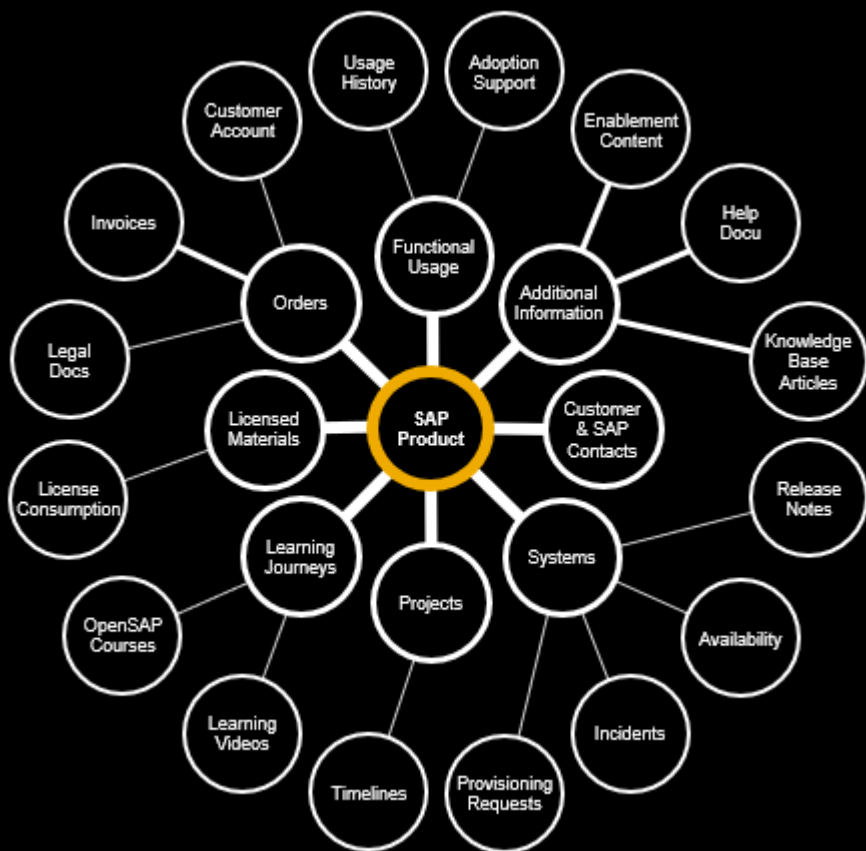 Usage
History
Adoption
Support
Customer
Account
Enablement
Content
Invoices
Help
Docu
Functional
Usage
Orders
Additional
Information
Legal
Docs
Knowledge
Base
Articles
Licensed
Materials
SAP
Product
Customer
& SAP
Contacts
License
Consumption
Release
Notes
Learning
Journeys
Systems
Projects
OpenSAP
Courses
Availability
Learning
Videos
Incidents
Timelines
Provisioning
Requests